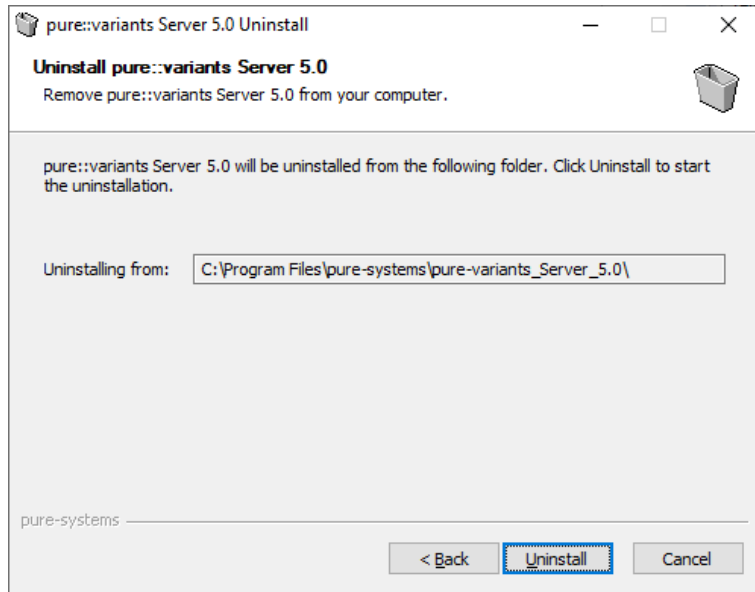 pure::variants Server 5.0 Uninstall
Uninstall pure::variants Server 5.0
Remove pure::variants Server 5.0 from your computer.
pure::variants Server 5.0 will be uninstalled from the following folder. Click Uninstall to start
the uninstallation.
Uninstalling from: C:\Program Files\pure-systems\pure-variants_Server_5.0\
pure-systems
< Back Uninstall Cancel